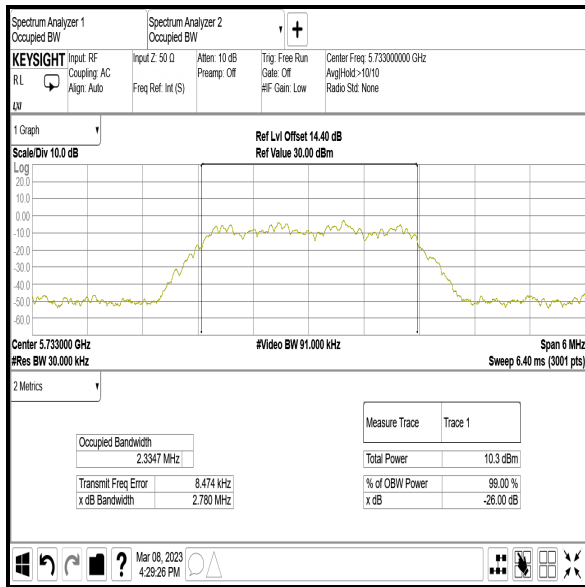 Spectrum Analyzer 1
Occupied BW
Spectrum Analyzer 2
Occupied BW
KEYSIGHT
RL
LXI
Input: RF
Coupling: AC
Align: Auto
Input Z: 50 Ω
Freq Ref: Int (S)
Atten: 10 dB
Preamp: Off
Trig: Free Run
Gate: Off
#IF Gain: Low
Center Freq: 5.733000000 GHz
Avg|Hold:>10/10
Radio Std: None
1 Graph
Scale/Div 10.0 dB
Ref Lvl Offset 14.40 dB
Ref Value 30.00 dBm
Log
20.0
10.0
0.00
-10.0
-20.0
-30.0
-40.0
-50.0
-60.0
Center 5.733000 GHz
#Res BW 30.000 kHz
#Video BW 91.000 kHz
Span 6 MHz
Sweep 6.40 ms (3001 pts)
2 Metrics
Occupied Bandwidth
2.3347 MHz
Transmit Freq Error 8.474 kHz
x dB Bandwidth 2.780 MHz
Measure Trace Trace 1
Total Power 10.3 dBm
% of OBW Power 99.00 %
x dB -26.00 dB
?
Mar 08, 2023
4:29:26 PM